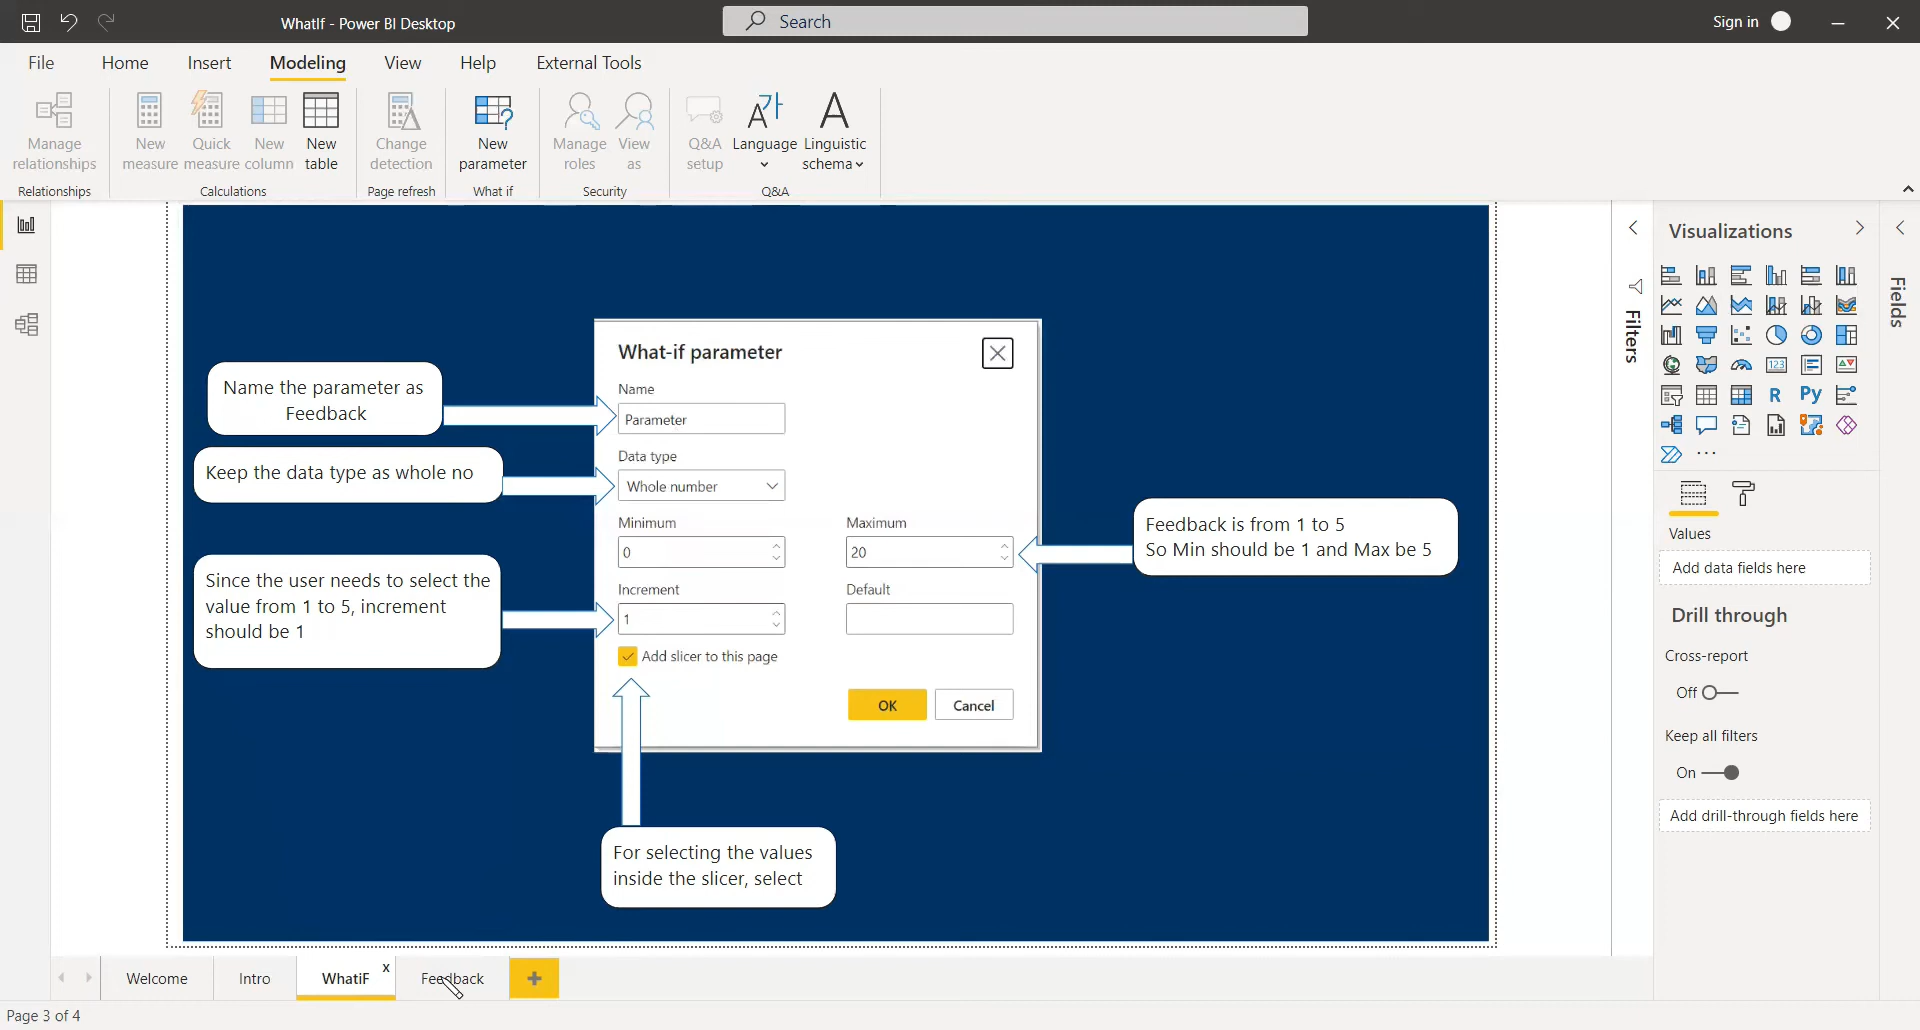 WhatIf - Power BI Desktop
Search
Sign in
File
Home
Insert
Modeling
View
Help
External Tools
Manage
relationships
Relationships
New
measure
Quick
measure
New
column
New
table
Calculations
Change
detection
Page refresh
New
parameter
What if
Manage
roles
View
as
Security
Q&A
setup
Language
Linguistic
schema
Q&A
Name the parameter as
Feedback
Keep the data type as whole no
Since the user needs to select the
value from 1 to 5, increment
should be 1
What-if parameter
Name
Parameter
Data type
Whole number
Minimum
0
Maximum
20
Increment
1
Default
Add slicer to this page
OK
Cancel
Feedback is from 1 to 5
So Min should be 1 and Max be 5
For selecting the values
inside the slicer, select
Filters
Visualizations
123
R
Py
Values
Add data fields here
Drill through
Cross-report
Off
Keep all filters
On
Add drill-through fields here
Fields
Welcome
Intro
WhatiF
x
Feedback
Page 3 of 4